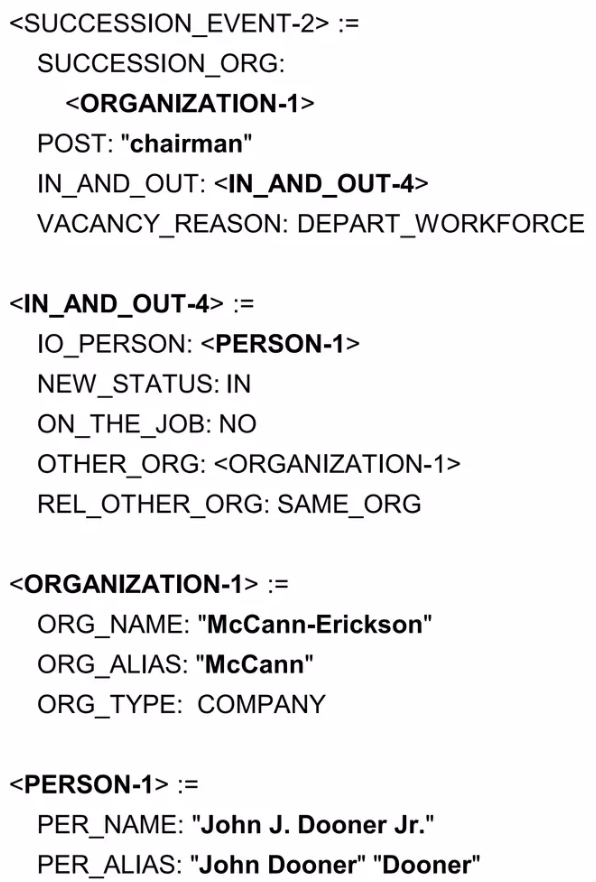 <SUCCESSION_EVENT-2> :=
SUCCESSION_ORG:
<ORGANIZATION-1>
POST: "chairman"
IN_AND_OUT: <IN_AND_OUT-4>
VACANCY_REASON: DEPART_WORKFORCE
<IN_AND_OUT-4> :=
IO_PERSON: <PERSON-1>
NEW_STATUS: IN
ON_THE_JOB: NO
OTHER_ORG: <ORGANIZATION-1>
REL_OTHER_ORG: SAME_ORG
<ORGANIZATION-1> :=
ORG_NAME: "McCann-Erickson"
ORG_ALIAS: "McCann"
ORG_TYPE: COMPANY
<PERSON-1> :=
PER_NAME: "John J. Dooner Jr."
PER_ALIAS: "John Dooner" "Dooner"